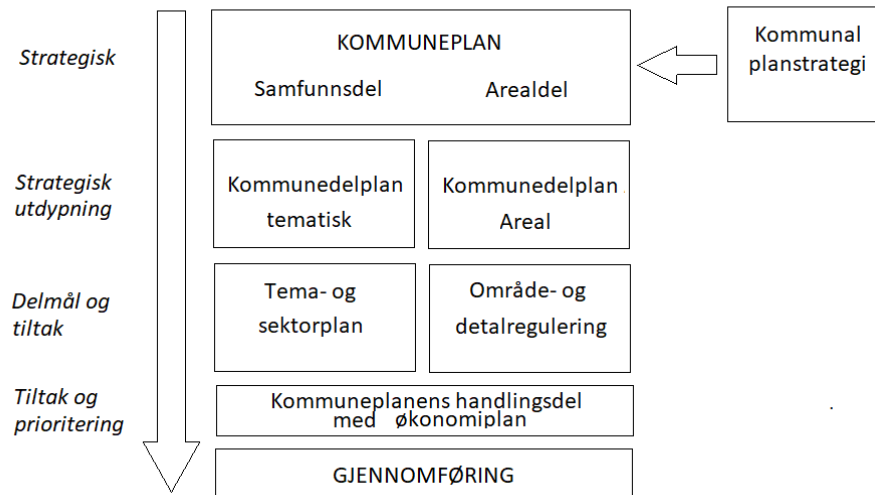 Strategisk
KOMMUNEPLAN
Samfunnsdel Arealdel
Kommunal
planstrategi
Strategisk
utdypning
Kommunedelplan
tematisk
Kommunedelplan
Areal
Delmål og
tiltak
Tema- og
sektorplan
Område- og
detalregulering
Tiltak og
prioritering
Kommuneplanens handlingsdel
med økonomiplan
GJENNOMFØRING